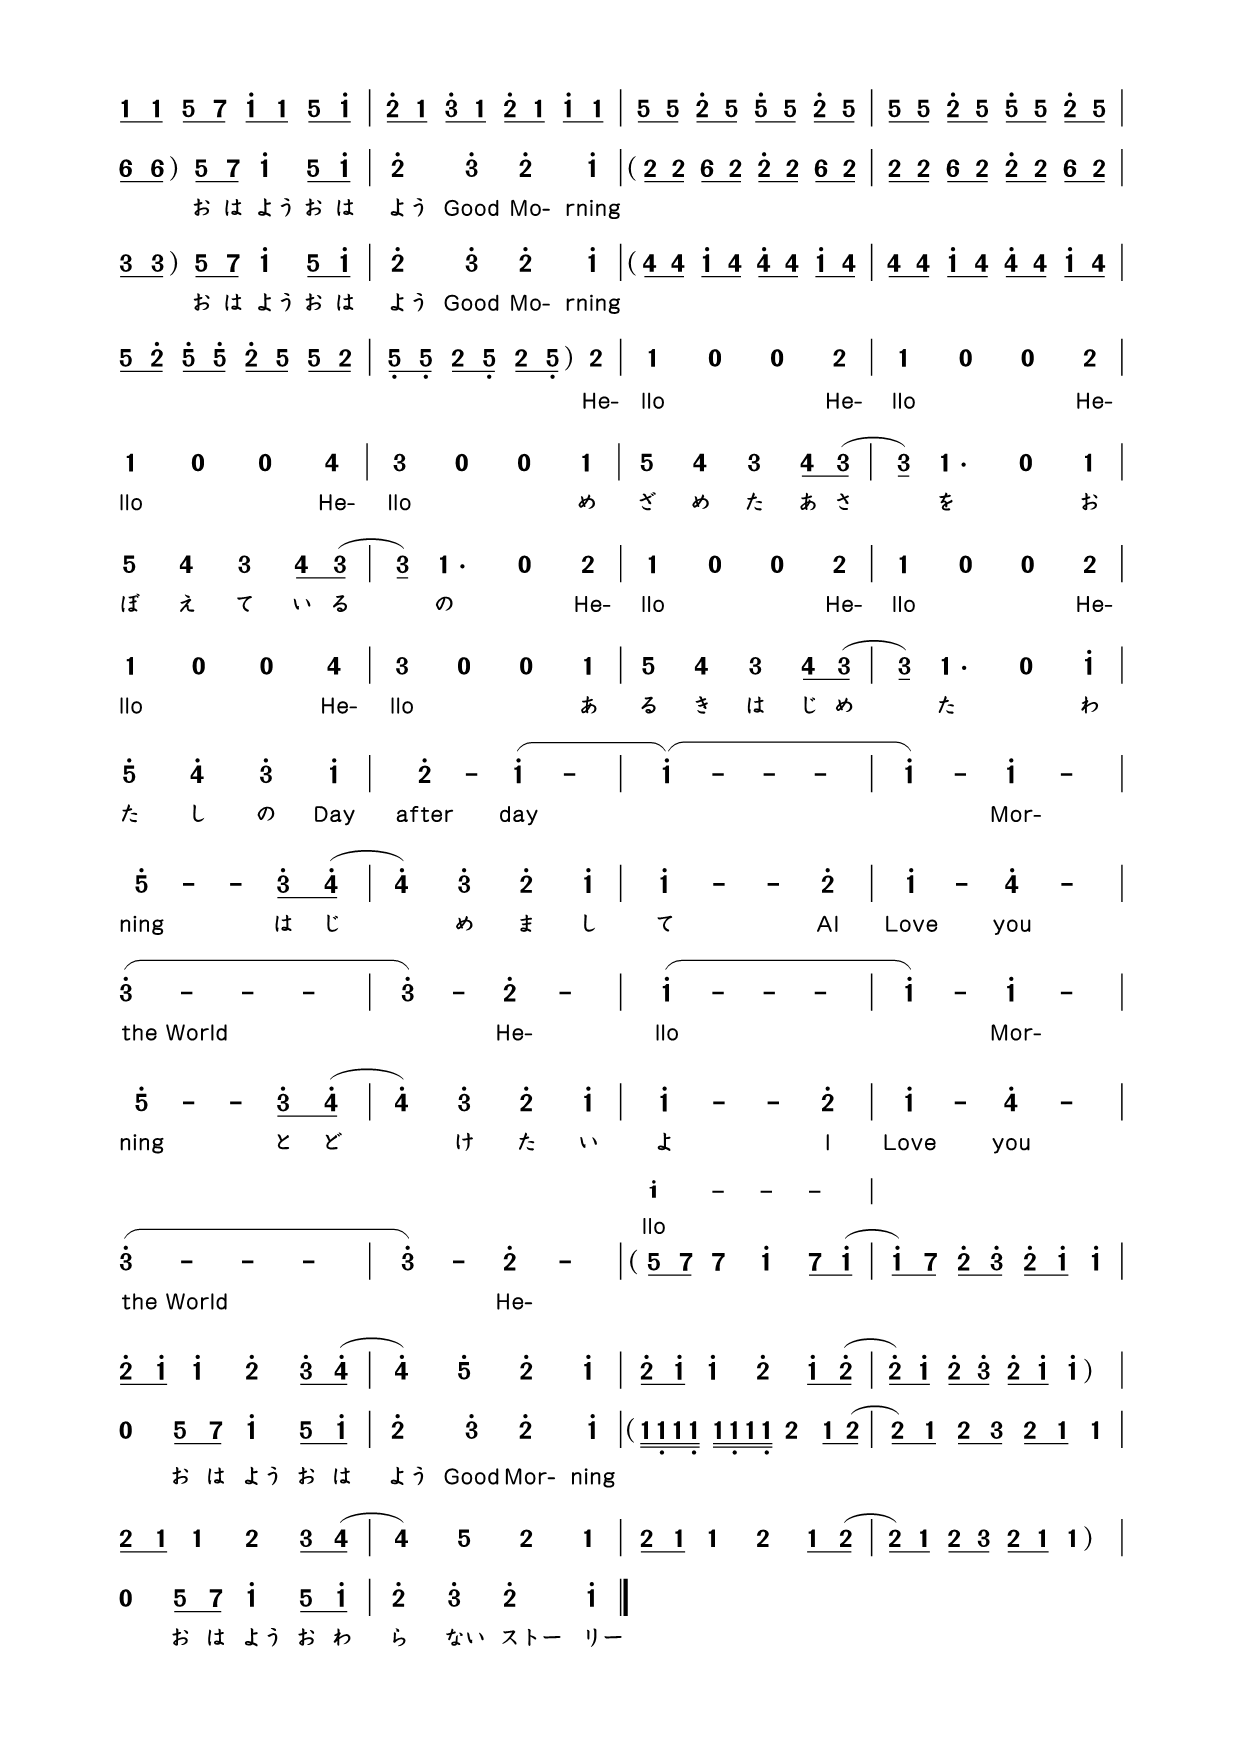 1 1 5 7 i 1 5 i | 2 1 3 1 2 1 i 1 | 5 5 2 5 5 5 2 5 | 5 5 2 5 5 5 2 5 |
6 6 ) 5 7 i 5 i | 2 3 2 i | ( 2 2 6 2 2 2 6 2 | 2 2 6 2 2 2 6 2 |
お は よう お は よう Good Mo- rning
3 3 ) 5 7 i 5 i | 2 3 2 i | ( 4 4 i 4 4 4 i 4 | 4 4 i 4 4 4 i 4 |
お は よう お は よう Good Mo- rning
5 2 5 5 2 5 5 2 | 5 5 2 5 2 5 ) 2 | 1 0 0 2 | 1 0 0 2 |
He- llo He- llo He-
1 0 0 4 | 3 0 0 1 | 5 4 3 4 3 | 3 1· 0 1 |
llo He- llo め ざ め た あ さ を お
5 4 3 4 3 | 3 1· 0 2 | 1 0 0 2 | 1 0 0 2 |
ぼ え て い る の He- llo He- llo He-
1 0 0 4 | 3 0 0 1 | 5 4 3 4 3 | 3 1· 0 i |
llo He- llo あ る き は じ め た わ
5 4 3 i | 2 – i – | i – – – | i – i – |
た し の Day after day Mor-
5 – – 3 4 | 4 3 2 i | i – – 2 | i – 4 – |
ning は じ め ま し て Al Love you
3 – – – | 3 – 2 – | i – – – | i – i – |
the World He- llo Mor-
5 – – 3 4 | 4 3 2 i | i – – 2 | i – 4 – |
ning と ど け た い よ I Love you
i – – – |
llo
3 – – – | 3 – 2 – | ( 5 7 7 i 7 i | i 7 2 3 2 i i |
the World He-
2 i i 2 3 4 | 4 5 2 i | 2 i i 2 i 2 | 2 i 2 3 2 i i ) |
0 5 7 i 5 i | 2 3 2 i | ( 1 1 1 1 1 1 1 1 2 1 2 | 2 1 2 3 2 1 1 |
お は よう お は よう Good Mor- ning
2 1 1 2 3 4 | 4 5 2 1 | 2 1 1 2 1 2 | 2 1 2 3 2 1 1 ) |
0 5 7 i 5 i | 2 3 2 i ‖
お は よう お わ ら ない ストー リー